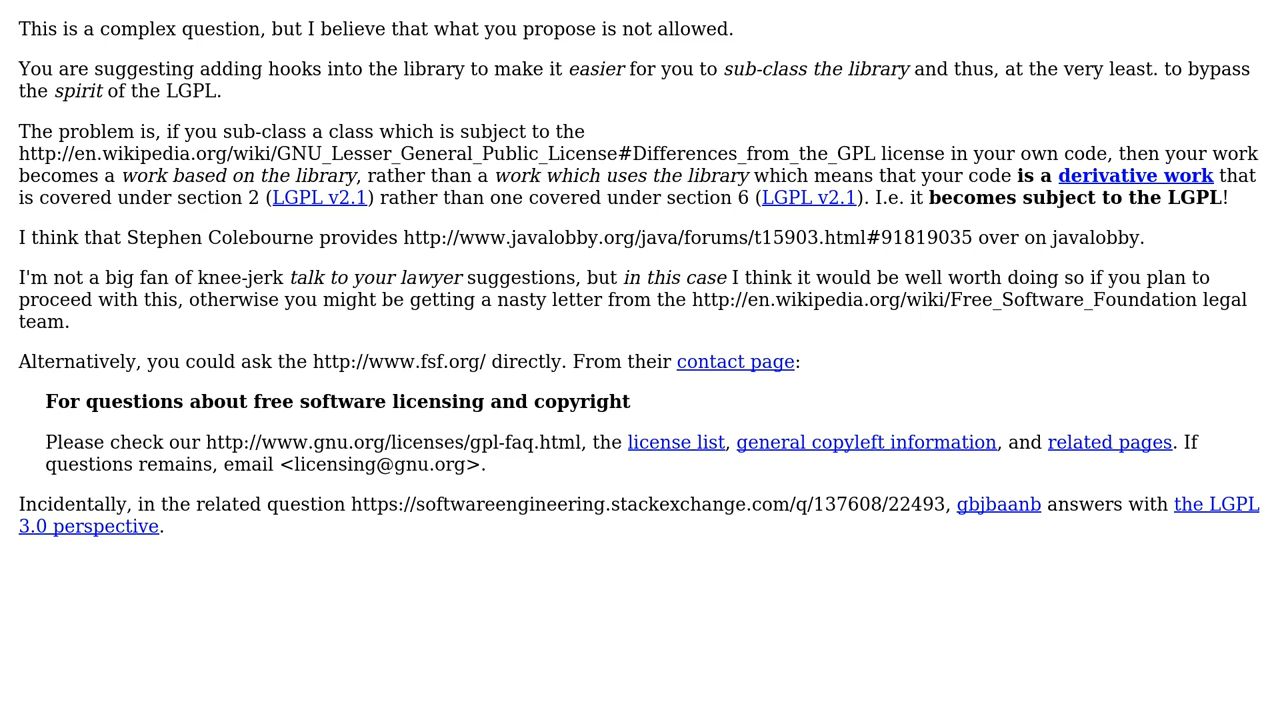 This is a complex question, but I believe that what you propose is not allowed.
You are suggesting adding hooks into the library to make it easier for you to sub-class the library and thus, at the very least. to bypass
the spirit of the LGPL.
The problem is, if you sub-class a class which is subject to the
http://en.wikipedia.org/wiki/GNU_Lesser_General_Public_License#Differences_from_the_GPL license in your own code, then your work
becomes a work based on the library, rather than a work which uses the library which means that your code is a derivative work that
is covered under section 2 (LGPL v2.1) rather than one covered under section 6 (LGPL v2.1). I.e. it becomes subject to the LGPL!
I think that Stephen Colebourne provides http://www.javalobby.org/java/forums/t15903.html#91819035 over on javalobby.
I'm not a big fan of knee-jerk talk to your lawyer suggestions, but in this case I think it would be well worth doing so if you plan to
proceed with this, otherwise you might be getting a nasty letter from the http://en.wikipedia.org/wiki/Free_Software_Foundation legal
team.
Alternatively, you could ask the http://www.fsf.org/ directly. From their contact page:
For questions about free software licensing and copyright
Please check our http://www.gnu.org/licenses/gpl-faq.html, the license list, general copyleft information, and related pages. If
questions remains, email <licensing@gnu.org>.
Incidentally, in the related question https://softwareengineering.stackexchange.com/q/137608/22493, gbjbaanb answers with the LGPL
3.0 perspective.